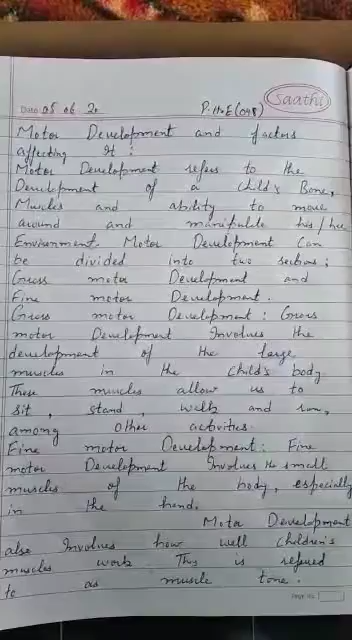 Saathi
Date 05 06 20 P.H.E (048)
Motor Development and factors
affecting It :
Motor Development refers to the
Development of a child's Bone,
Muscles and ability to move
around and manipulate his/her
Environment. Motor Development can
be divided into two sections :
Gross motor Development and
Fine motor Development.
Gross motor Development : Gross
motor Development Involves the
development of the large
muscles in the child's body.
These muscles allow us to
sit, stand, walk and run,
among other activities.
Fine motor Development : Fine
motor Development Involves the small
muscles of the body, especially
in the hand.
Motor Development
also Involves how well children's
muscles work. This is refered
to as muscle tone.
Page No.